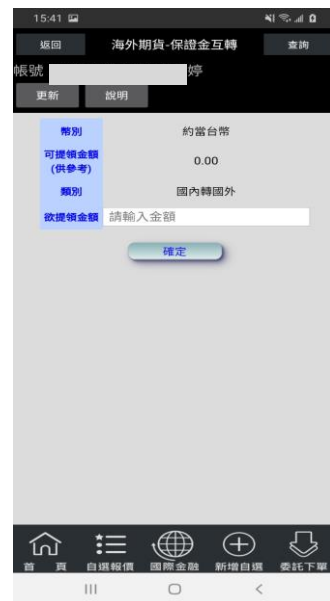 15:41
返回 海外期貨-保證金互轉 查詢
帳號 婷
更新 說明
幣別 約當台幣
可提領金額 0.00
(供參考)
類別 國內轉國外
欲提領金額 請輸入金額
確定
首 頁 自選報價 國際金融 新增自選 委託下單